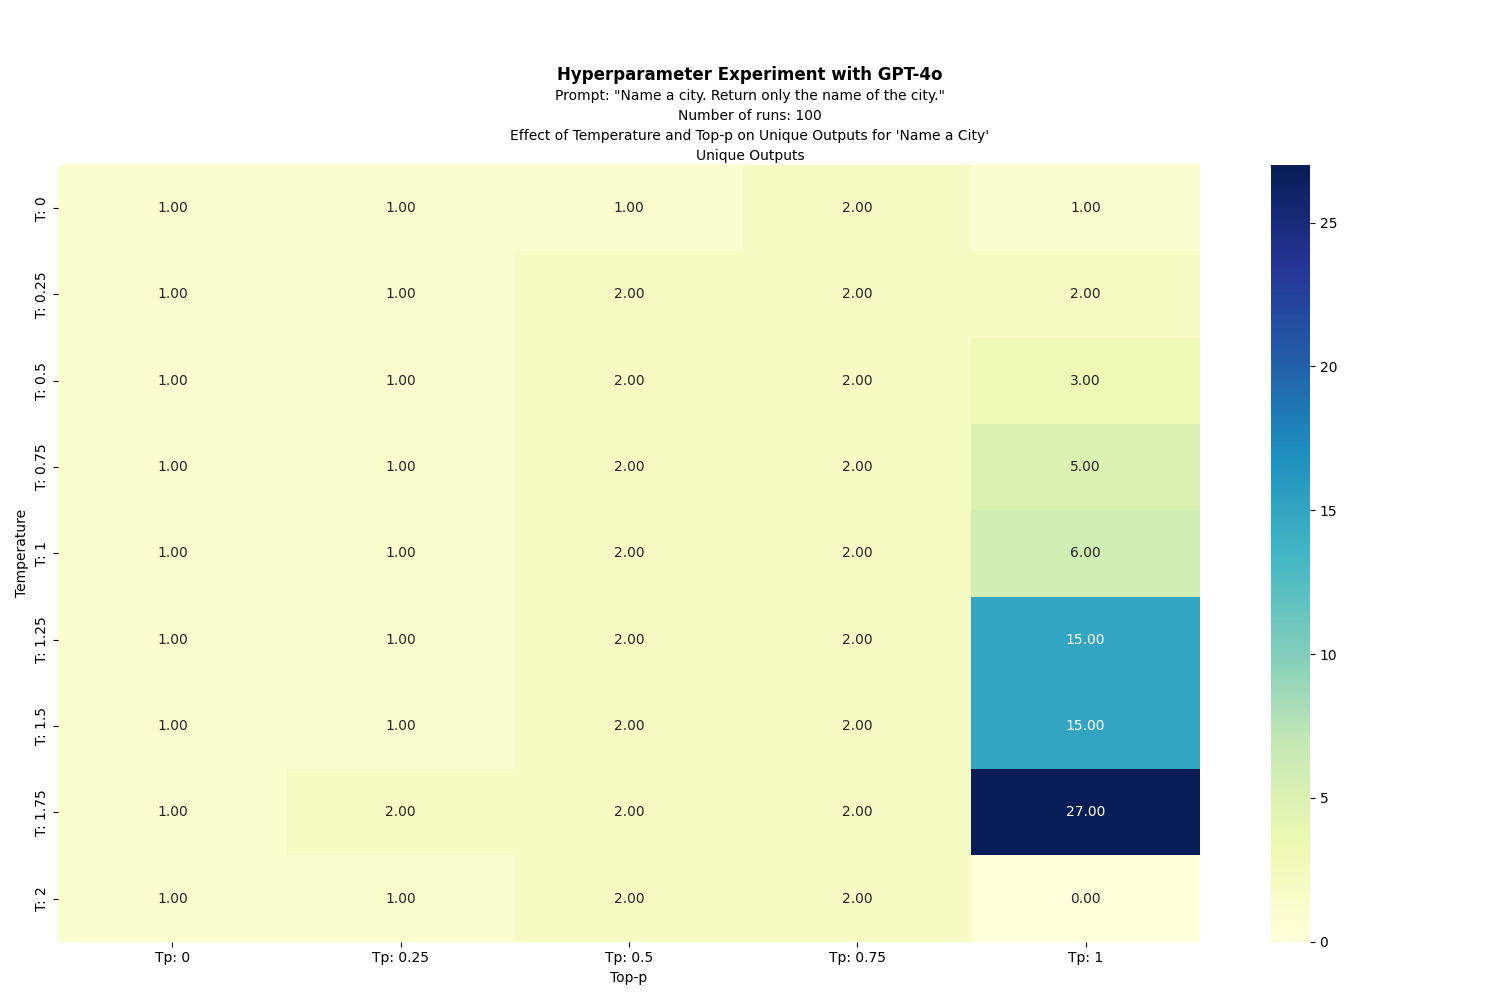 Hyperparameter Experiment with GPT-4o
Prompt: "Name a city. Return only the name of the city."
Number of runs: 100
Effect of Temperature and Top-p on Unique Outputs for 'Name a City'
Unique Outputs
T: 0 1.00 1.00 1.00 2.00 1.00
T: 0.25 1.00 1.00 2.00 2.00 2.00
T: 0.5 1.00 1.00 2.00 2.00 3.00
T: 0.75 1.00 1.00 2.00 2.00 5.00
T: 1 1.00 1.00 2.00 2.00 6.00
T: 1.25 1.00 1.00 2.00 2.00 15.00
T: 1.5 1.00 1.00 2.00 2.00 15.00
T: 1.75 1.00 2.00 2.00 2.00 27.00
T: 2 1.00 1.00 2.00 2.00 0.00
Temperature
Tp: 0 Tp: 0.25 Tp: 0.5 Tp: 0.75 Tp: 1
Top-p
25
20
15
10
5
0